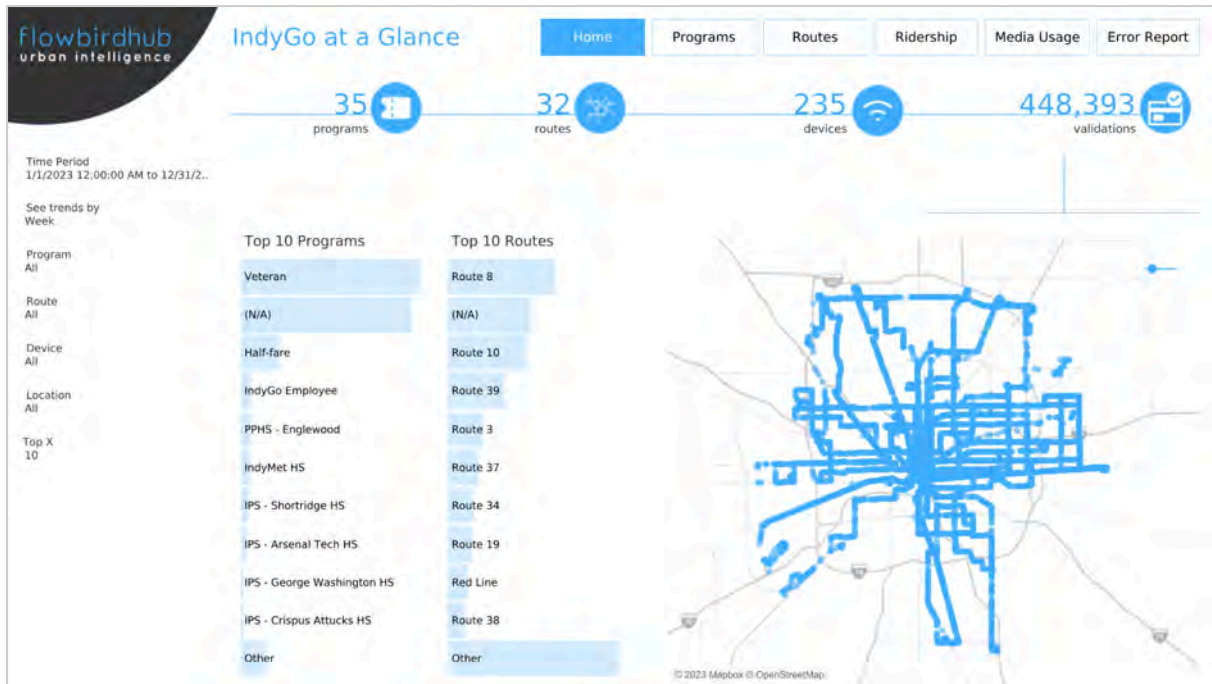 flowbirdhub
urban intelligence
IndyGo at a Glance
Home
Programs
Routes
Ridership
Media Usage
Error Report
35
programs
32
routes
235
devices
448,393
validations
Time Period
1/1/2023 12:00:00 AM to 12/31/2..
See trends by
Week
Program
All
Route
All
Device
All
Location
All
Top X
10
Top 10 Programs
Veteran
(N/A)
Half-fare
IndyGo Employee
PPHS - Englewood
IndyMet HS
IPS - Shortridge HS
IPS - Arsenal Tech HS
IPS - George Washington HS
IPS - Crispus Attucks HS
Other
Top 10 Routes
Route 8
(N/A)
Route 10
Route 39
Route 3
Route 37
Route 34
Route 19
Red Line
Route 38
Other
© 2023 Mapbox © OpenStreetMap